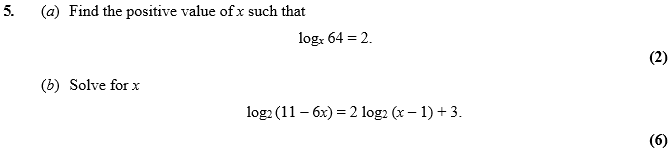 5. (a) Find the positive value of x such that
logₓ 64 = 2.
(2)
(b) Solve for x
log₂ (11 – 6x) = 2 log₂ (x – 1) + 3.
(6)